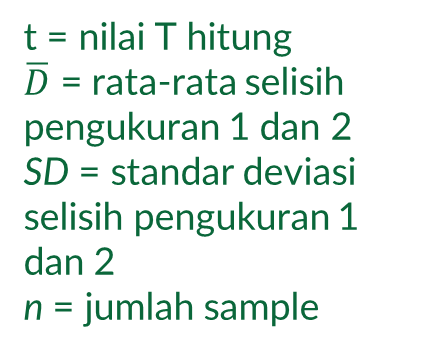 t = nilai T hitung
D̅ = rata-rata selisih
pengukuran 1 dan 2
SD = standar deviasi
selisih pengukuran 1
dan 2
n = jumlah sample